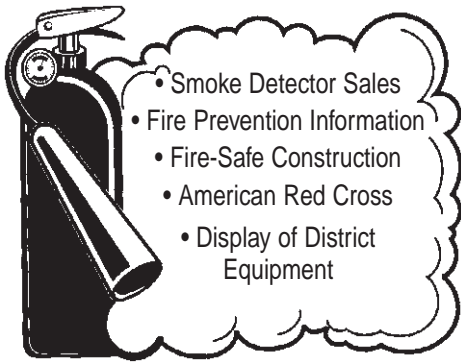 • Smoke Detector Sales
• Fire Prevention Information
• Fire-Safe Construction
• American Red Cross
• Display of District
Equipment